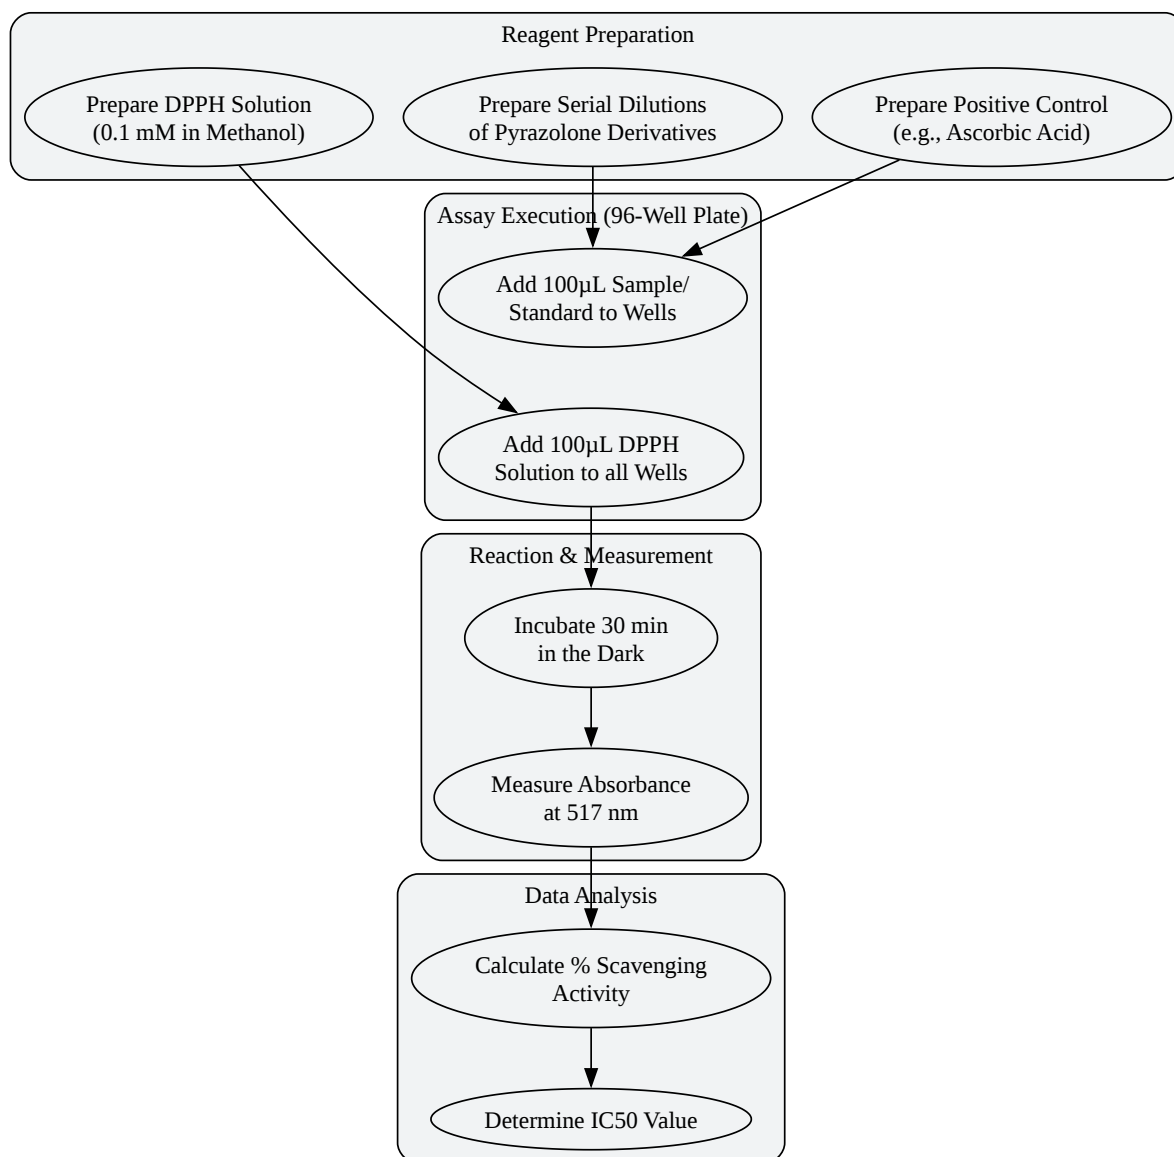 Reagent Preparation
Prepare DPPH Solution
(0.1 mM in Methanol)
Prepare Serial Dilutions
of Pyrazolone Derivatives
Prepare Positive Control
(e.g., Ascorbic Acid)
Assay Execution (96-Well Plate)
Add 100µL Sample/
Standard to Wells
Add 100µL DPPH
Solution to all Wells
Reaction & Measurement
Incubate 30 min
in the Dark
Measure Absorbance
at 517 nm
Data Analysis
Calculate % Scavenging
Activity
Determine IC50 Value